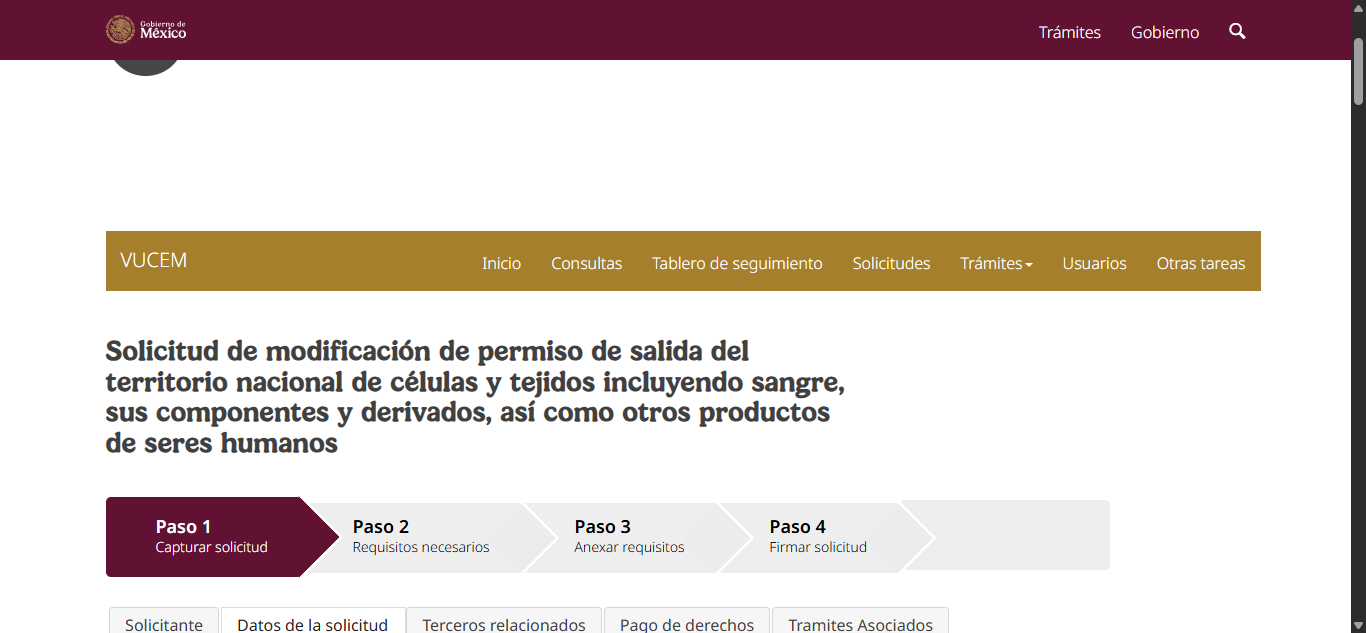 Gobierno de
México
Trámites
Gobierno
VUCEM
Inicio
Consultas
Tablero de seguimiento
Solicitudes
Trámites
Usuarios
Otras tareas
Solicitud de modificación de permiso de salida del
territorio nacional de células y tejidos incluyendo sangre,
sus componentes y derivados, así como otros productos
de seres humanos
Paso 1
Capturar solicitud
Paso 2
Requisitos necesarios
Paso 3
Anexar requisitos
Paso 4
Firmar solicitud
Solicitante
Datos de la solicitud
Terceros relacionados
Pago de derechos
Tramites Asociados